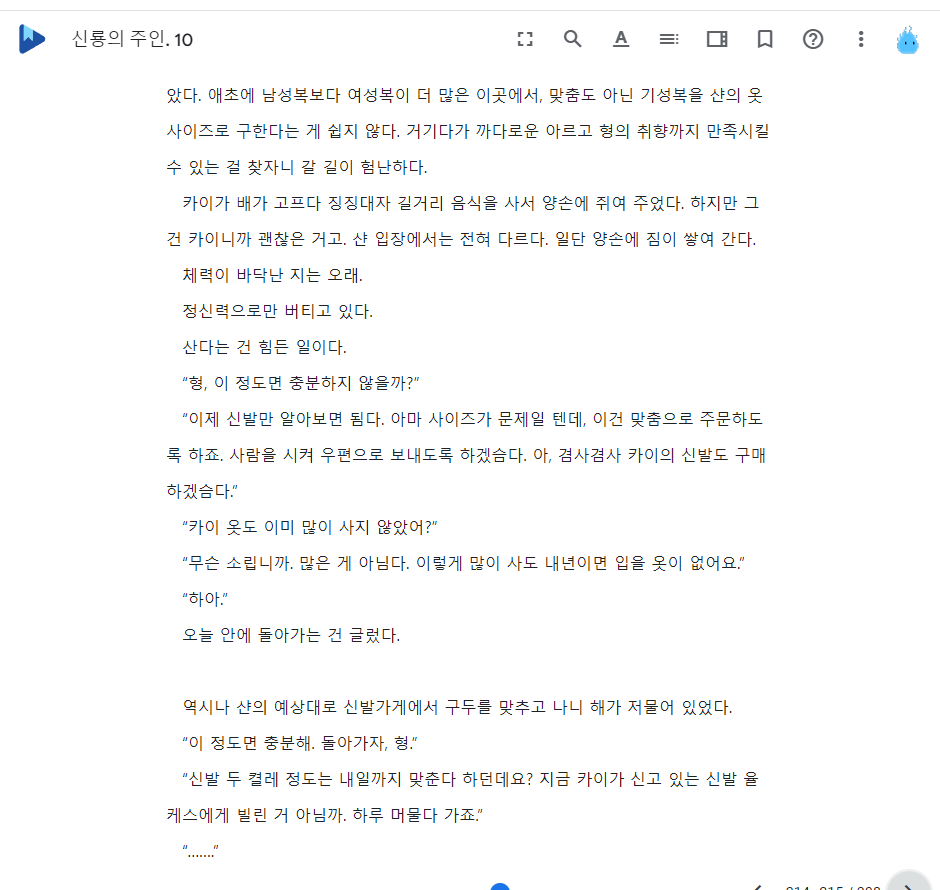 신룡의 주인. 10
았다. 애초에 남성복보다 여성복이 더 많은 이곳에서, 맞춤도 아닌 기성복을 샨의 옷
사이즈로 구한다는 게 쉽지 않다. 거기다가 까다로운 아르고 형의 취향까지 만족시킬
수 있는 걸 찾자니 갈 길이 험난하다.
카이가 배가 고프다 징징대자 길거리 음식을 사서 양손에 쥐여 주었다. 하지만 그
건 카이니까 괜찮은 거고. 샨 입장에서는 전혀 다르다. 일단 양손에 짐이 쌓여 간다.
체력이 바닥난 지는 오래.
정신력으로만 버티고 있다.
산다는 건 힘든 일이다.
“형, 이 정도면 충분하지 않을까?”
“이제 신발만 알아보면 됨다. 아마 사이즈가 문제일 텐데, 이건 맞춤으로 주문하도
록 하죠. 사람을 시켜 우편으로 보내도록 하겠슴다. 아, 겸사겸사 카이의 신발도 구매
하겠슴다.”
“카이 옷도 이미 많이 사지 않았어?”
“무슨 소립니까. 많은 게 아님다. 이렇게 많이 사도 내년이면 입을 옷이 없어요.”
“하아.”
오늘 안에 돌아가는 건 글렀다.
역시나 샨의 예상대로 신발가게에서 구두를 맞추고 나니 해가 저물어 있었다.
“이 정도면 충분해. 돌아가자, 형.”
“신발 두 켤레 정도는 내일까지 맞춘다 하던데요? 지금 카이가 신고 있는 신발 율
케스에게 빌린 거 아님까. 하루 머물다 가죠.”
“…….”